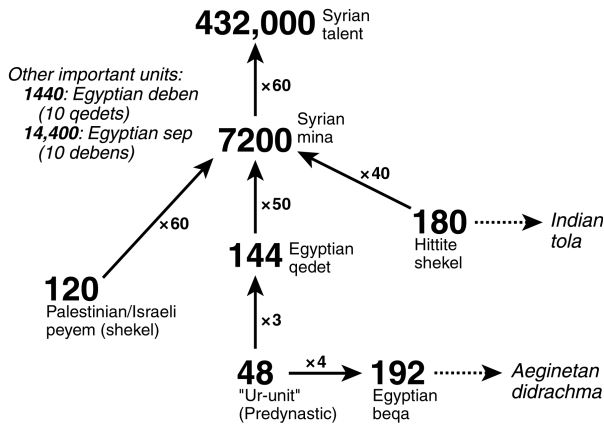 432,000 Syrian
talent
Other important units:
1440: Egyptian deben
(10 qedets)
14,400: Egyptian sep
(10 debens)
×60
7200 Syrian
mina
×60
×50
×40
180
Hittite
shekel
Indian
tola
144 Egyptian
qedet
120
Palestinian/Israeli
peyem (shekel)
×3
48
"Ur-unit"
(Predynastic)
×4
192
Egyptian
beqa
Aeginetan
didrachma